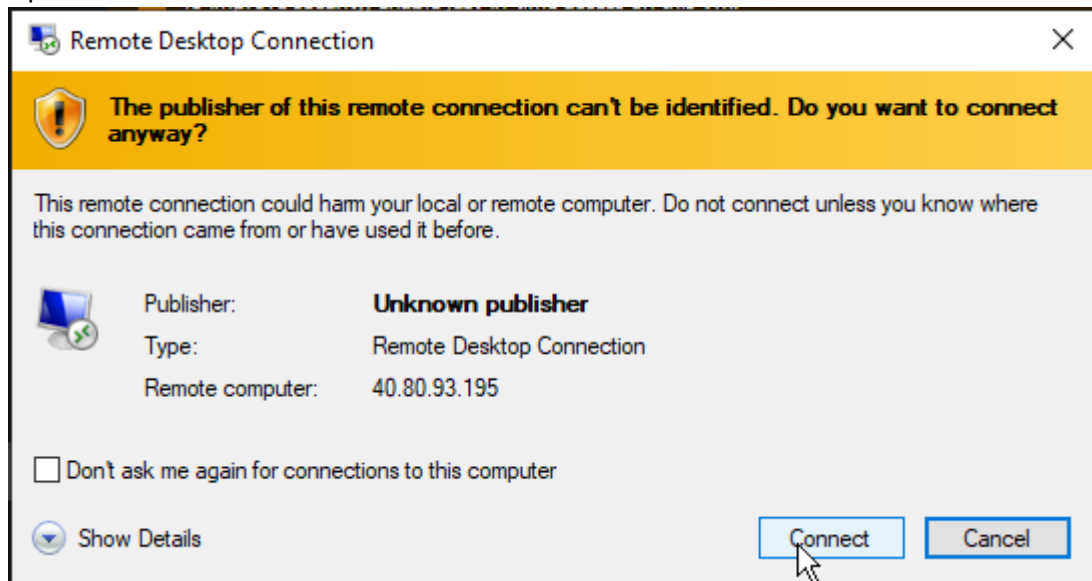 Remote Desktop Connection
The publisher of this remote connection can't be identified. Do you want to connect
anyway?
This remote connection could harm your local or remote computer. Do not connect unless you know where
this connection came from or have used it before.
Publisher: Unknown publisher
Type: Remote Desktop Connection
Remote computer: 40.80.93.195
Don't ask me again for connections to this computer
Show Details Connect Cancel